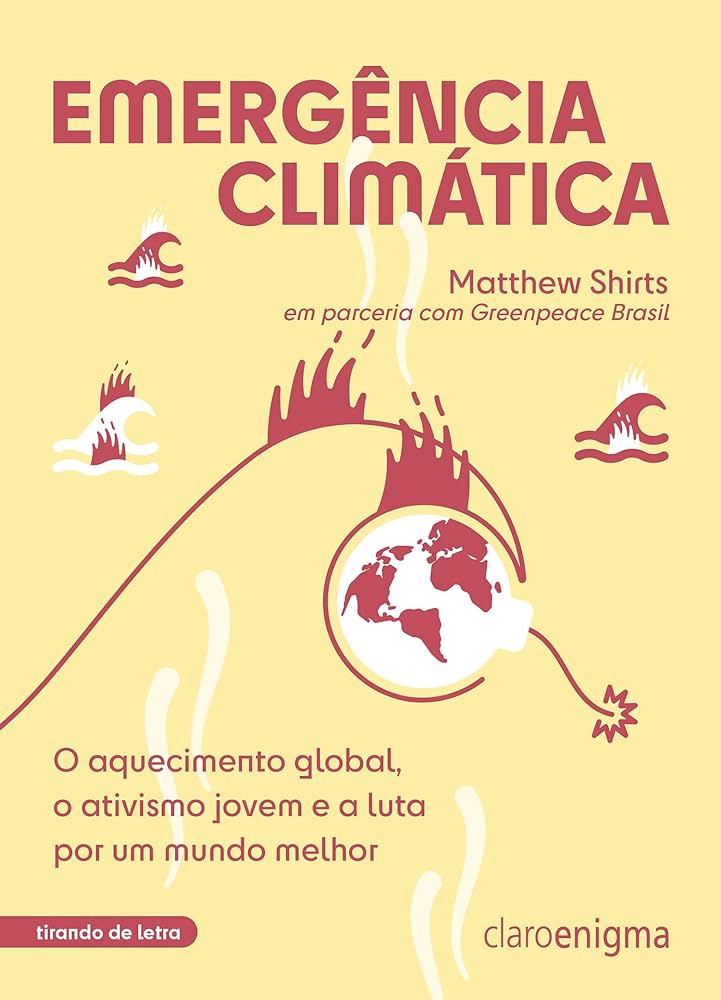 EMERGÊNCIA
CLIMÁTICA
Matthew Shirts
em parceria com Greenpeace Brasil
O aquecimento global,
o ativismo jovem e a luta
por um mundo melhor
tirando de letra
claroenigma